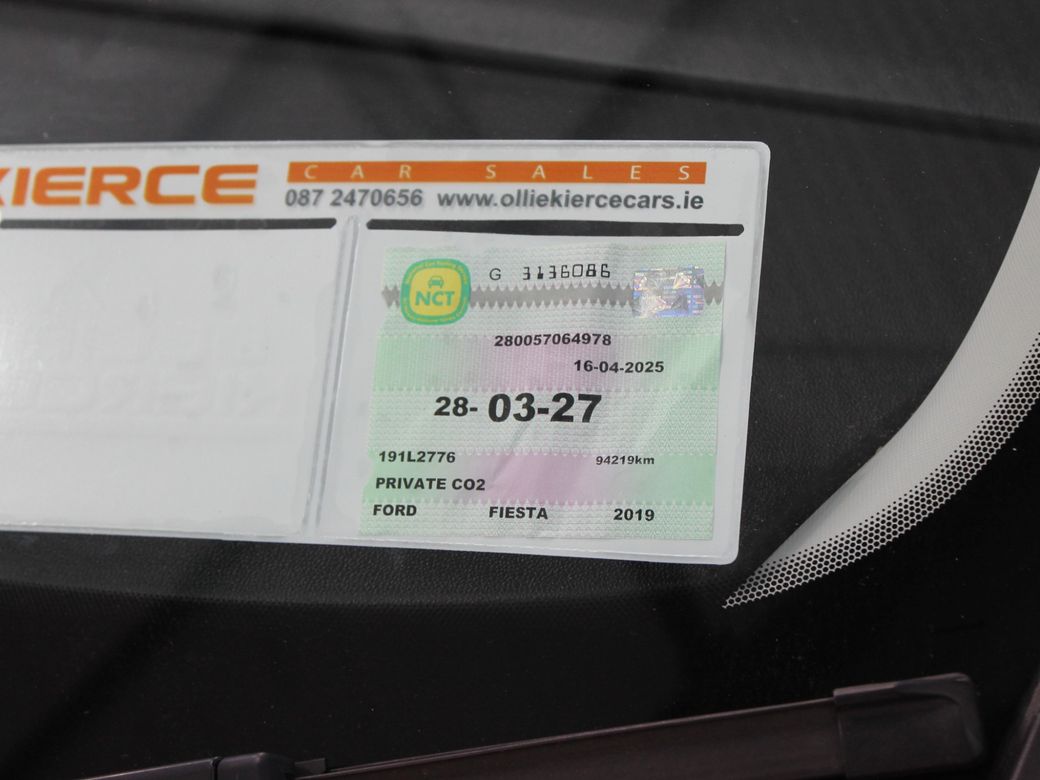 KIERCE CAR SALES
087 2470656 www.olliekiercecars.ie
NCT G 3136086
280057064978
16-04-2025
28- 03-27
191L2776 94219km
PRIVATE CO2
FORD FIESTA 2019